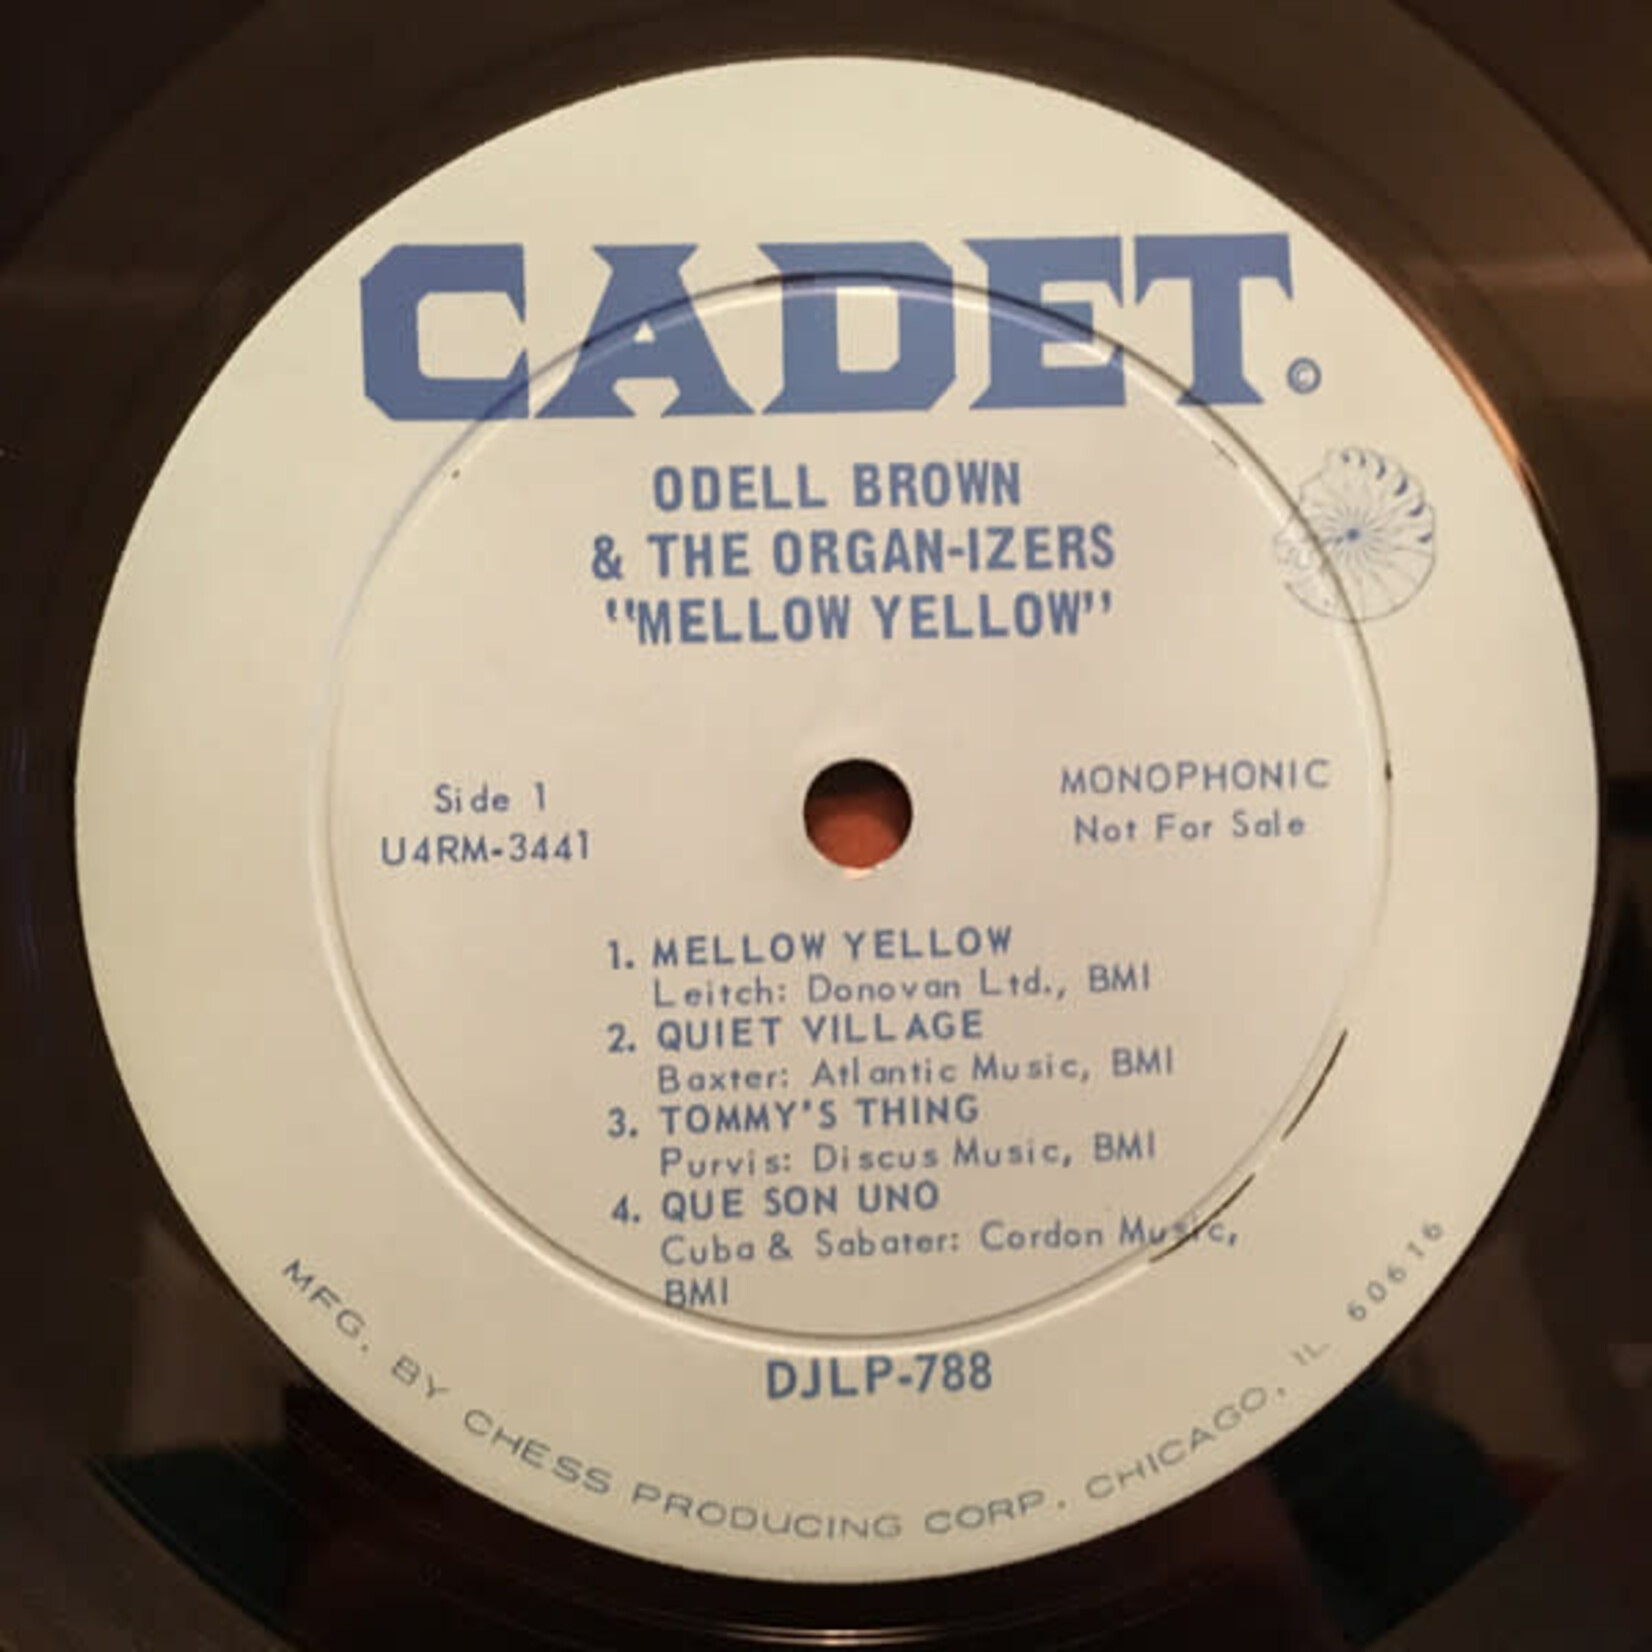 CADET.©
ODELL BROWN
& THE ORGAN-IZERS
"MELLOW YELLOW"
Side 1
U4RM-3441
MONOPHONIC
Not For Sale
1. MELLOW YELLOW
Leitch: Donovan Ltd., BMI
2. QUIET VILLAGE
Baxter: Atlantic Music, BMI
3. TOMMY'S THING
Purvis: Discus Music, BMI
4. QUE SON UNO
Cuba & Sabater: Cordon Music,
BMI
DJLP-788
MFG. BY CHESS PRODUCING CORP. CHICAGO, IL 60616